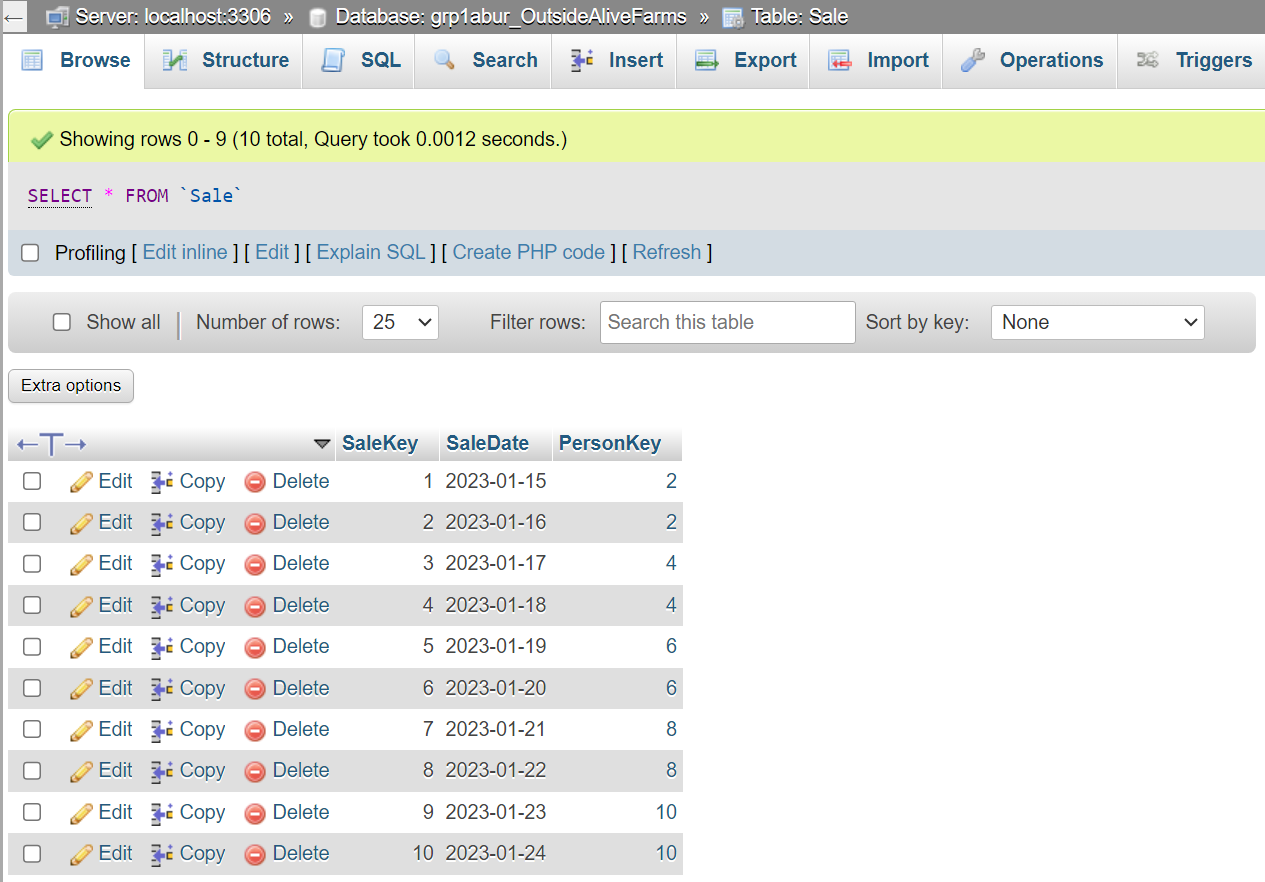 ← Server: localhost:3306 » Database: grp1abur_OutsideAliveFarms » Table: Sale
Browse Structure SQL Search Insert Export Import Operations Triggers
Showing rows 0 - 9 (10 total, Query took 0.0012 seconds.)
SELECT * FROM `Sale`
Profiling [ Edit inline ] [ Edit ] [ Explain SQL ] [ Create PHP code ] [ Refresh ]
Show all Number of rows: 25 Filter rows: Search this table Sort by key: None
Extra options
←T→ SaleKey SaleDate PersonKey
Edit Copy Delete 1 2023-01-15 2
Edit Copy Delete 2 2023-01-16 2
Edit Copy Delete 3 2023-01-17 4
Edit Copy Delete 4 2023-01-18 4
Edit Copy Delete 5 2023-01-19 6
Edit Copy Delete 6 2023-01-20 6
Edit Copy Delete 7 2023-01-21 8
Edit Copy Delete 8 2023-01-22 8
Edit Copy Delete 9 2023-01-23 10
Edit Copy Delete 10 2023-01-24 10